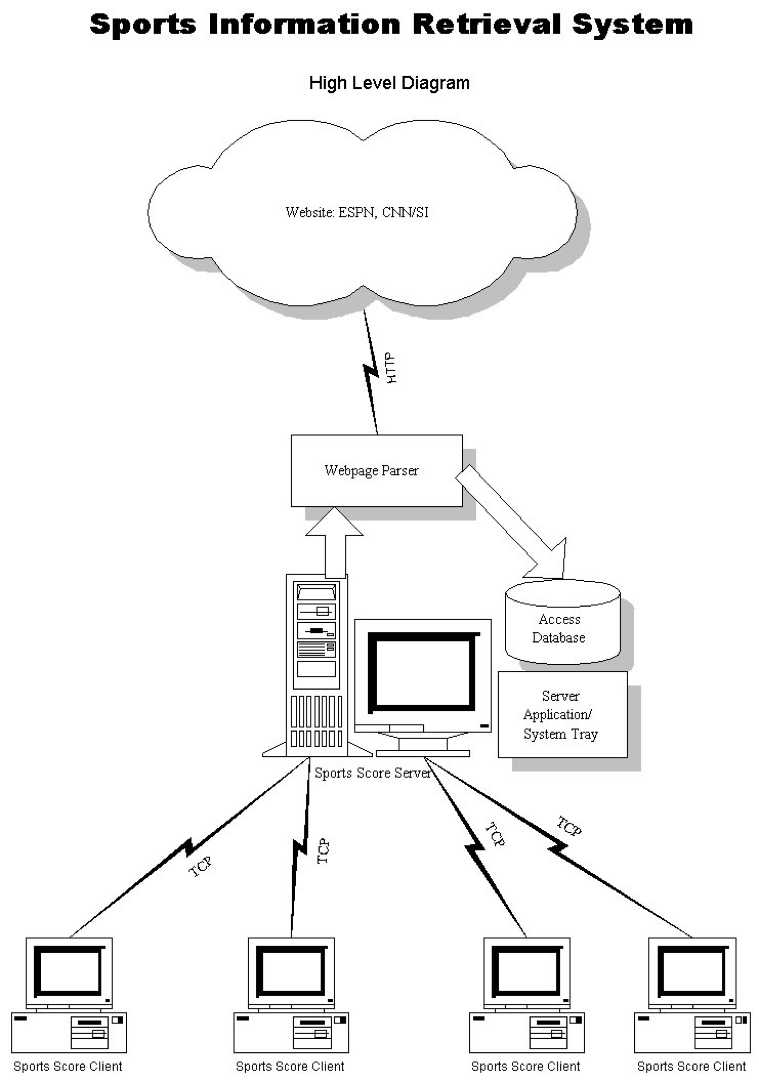 Sports Information Retrieval System
High Level Diagram
Website: ESPN, CNN/SI
HTTP
Webpage Parser
Access
Database
Server
Application/
System Tray
Sports Score Server
TCP
TCP
TCP
TCP
Sports Score Client
Sports Score Client
Sports Score Client
Sports Score Client